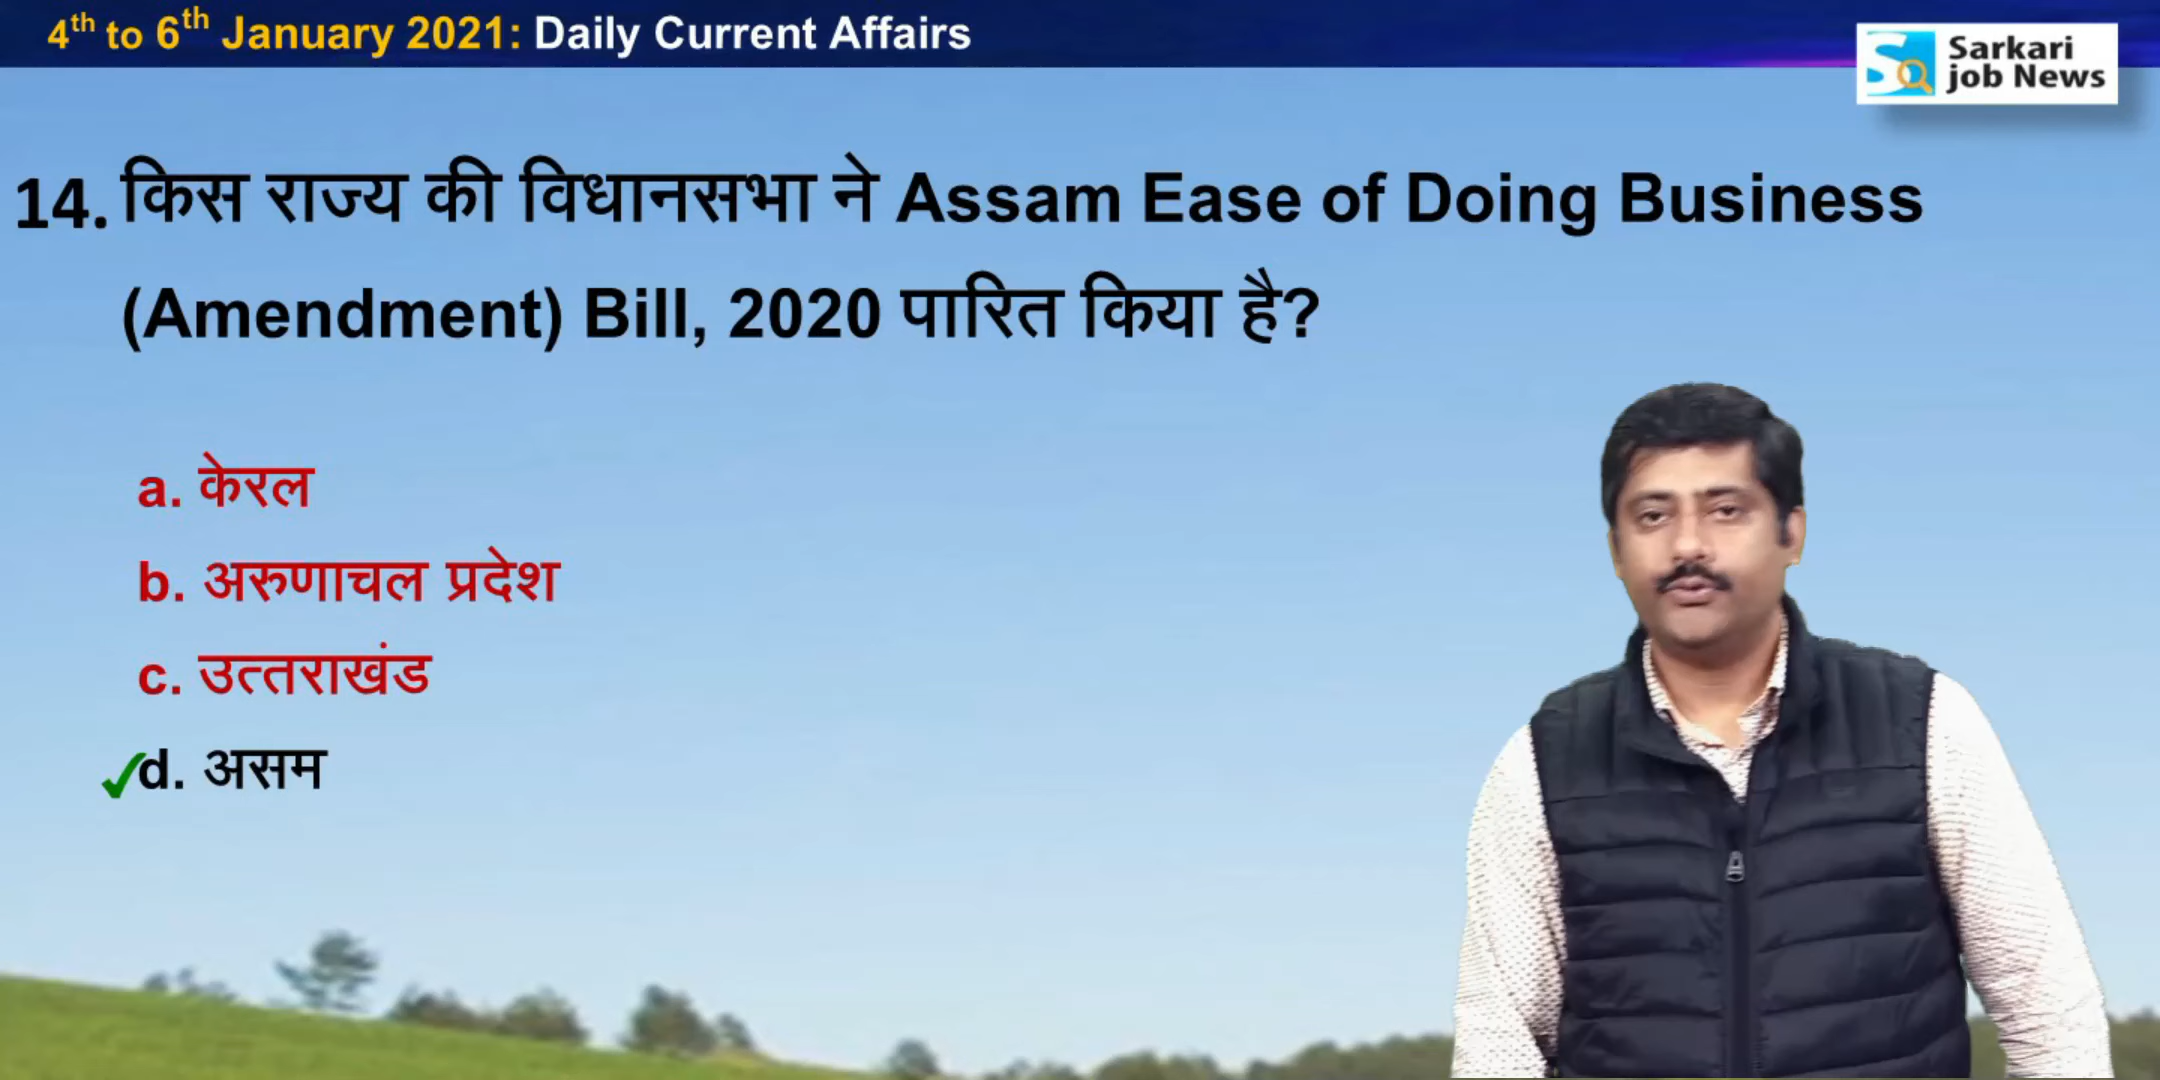 4th to 6th January 2021: Daily Current Affairs
Sarkari
job News
14. किस राज्य की विधानसभा ने Assam Ease of Doing Business
(Amendment) Bill, 2020 पारित किया है?
a. केरल
b. अरुणाचल प्रदेश
c. उत्तराखंड
d. असम